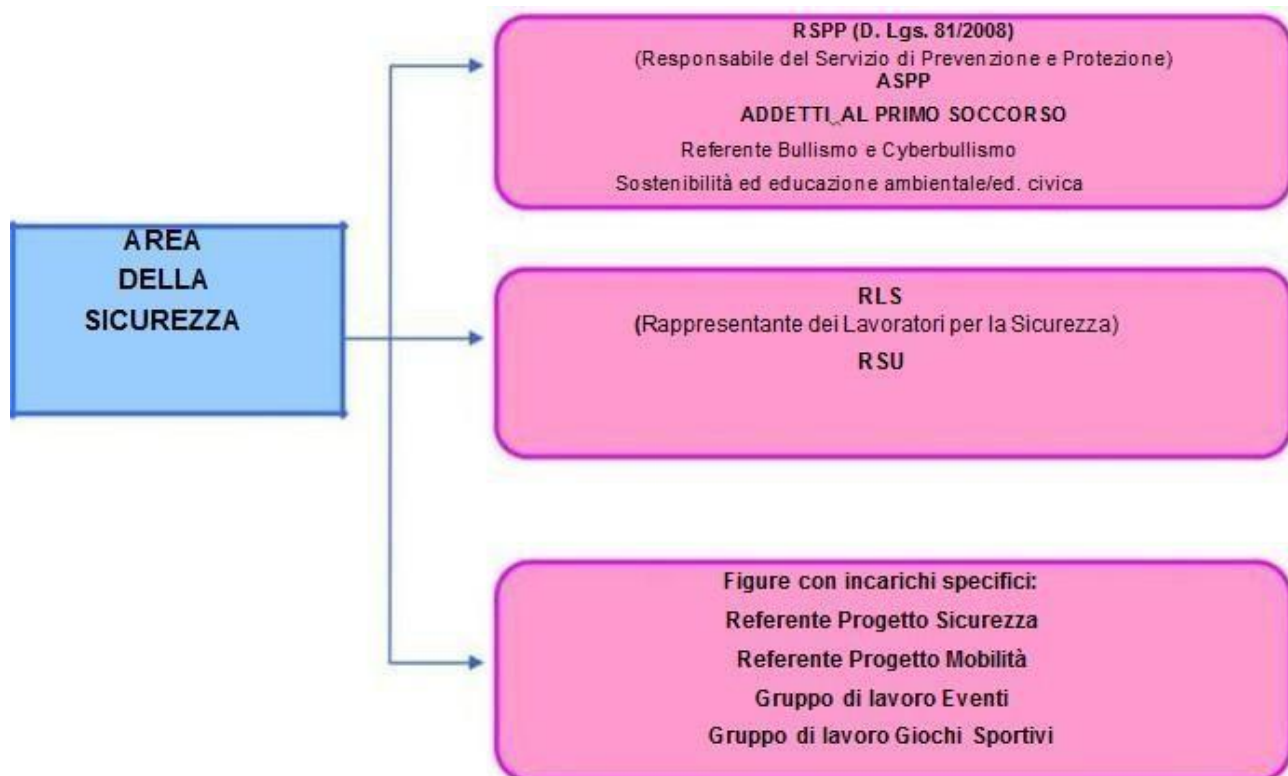 AREA
DELLA
SICUREZZA
RSPP (D. Lgs. 81/2008)
(Responsabile del Servizio di Prevenzione e Protezione)
ASPP
ADDETTI AL PRIMO SOCCORSO
Referente Bullismo e Cyberbullismo
Sostenibilità ed educazione ambientale/ed. civica
RLS
(Rappresentante dei Lavoratori per la Sicurezza)
RSU
Figure con incarichi specifici:
Referente Progetto Sicurezza
Referente Progetto Mobilità
Gruppo di lavoro Eventi
Gruppo di lavoro Giochi Sportivi